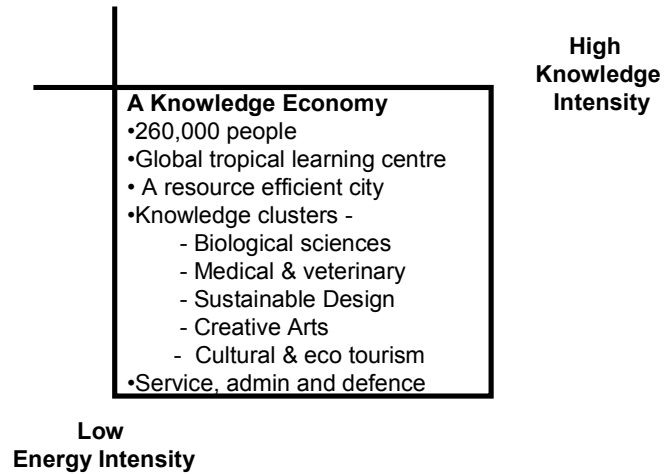 High
Knowledge
Intensity
A Knowledge Economy
•260,000 people
•Global tropical learning centre
• A resource efficient city
•Knowledge clusters -
- Biological sciences
- Medical & veterinary
- Sustainable Design
- Creative Arts
- Cultural & eco tourism
•Service, admin and defence
Low
Energy Intensity